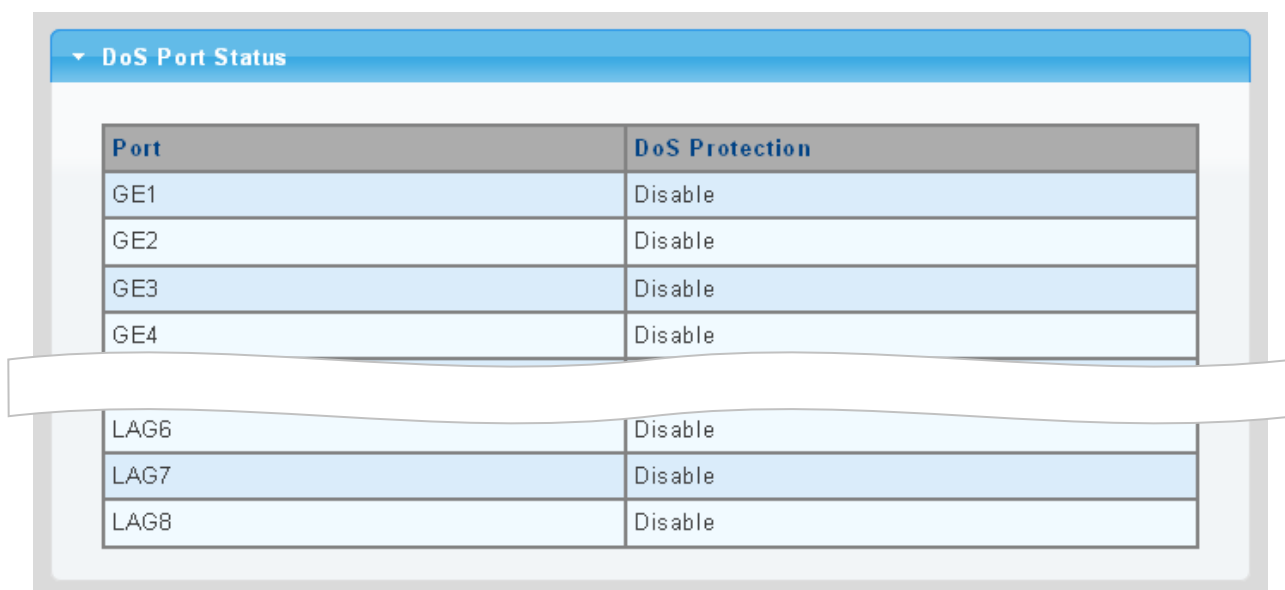 DoS Port Status
Port DoS Protection
GE1 Disable
GE2 Disable
GE3 Disable
GE4 Disable
LAG6 Disable
LAG7 Disable
LAG8 Disable